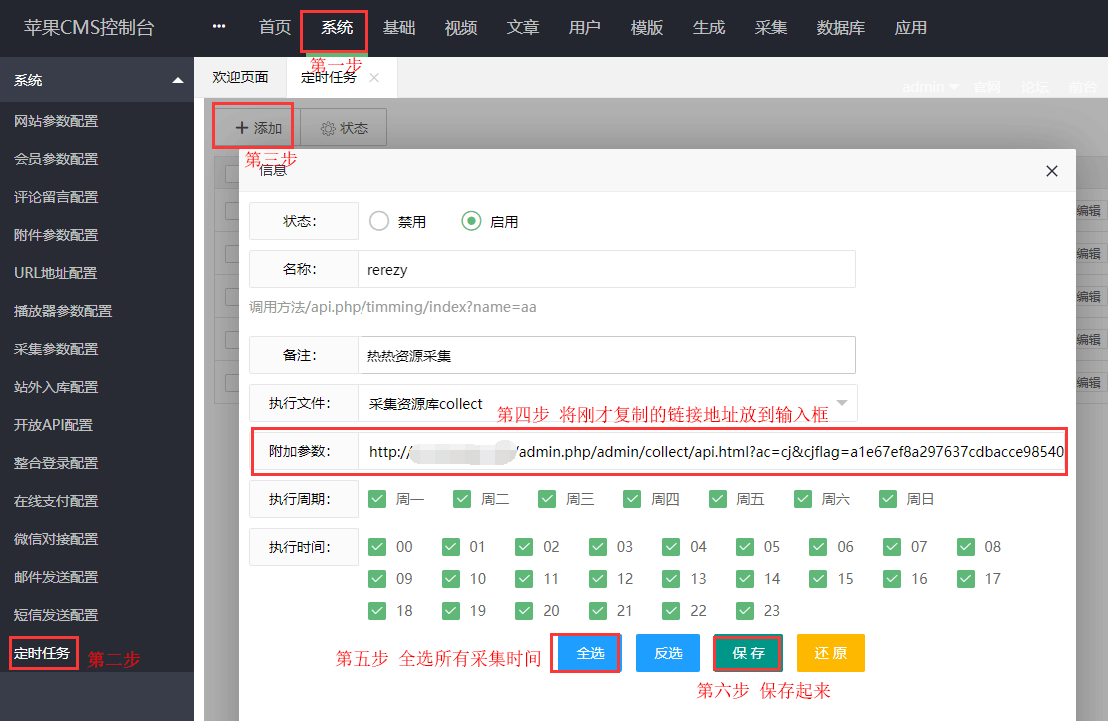 苹果CMS控制台 ••• 首页 系统 基础 视频 文章 用户 模版 生成 采集 数据库 应用
第一步
系统
欢迎页面 定时任务
admin 官网 论坛 前台
网站参数配置
会员参数配置
评论留言配置
附件参数配置
URL地址配置
播放器参数配置
采集参数配置
站外入库配置
开放API配置
整合登录配置
在线支付配置
微信对接配置
邮件发送配置
短信发送配置
定时任务 第二步
添加 状态
第三步
信息
状态: 禁用 启用
名称: rerezy
调用方法/api.php/timming/index?name=aa
备注: 热热资源采集
执行文件: 采集资源库collect
第四步 将刚才复制的链接地址放到输入框
附加参数: http:/ /admin.php/admin/collect/api.html?ac=cj&cjflag=a1e67ef8a297637cdbacce98540
执行周期: 周一 周二 周三 周四 周五 周六 周日
执行时间: 00 01 02 03 04 05 06 07 08
09 10 11 12 13 14 15 16 17
18 19 20 21 22 23
第五步 全选所有采集时间 全选 反选 保存 还原
第六步 保存起来
编辑
编辑
编辑
编辑
编辑